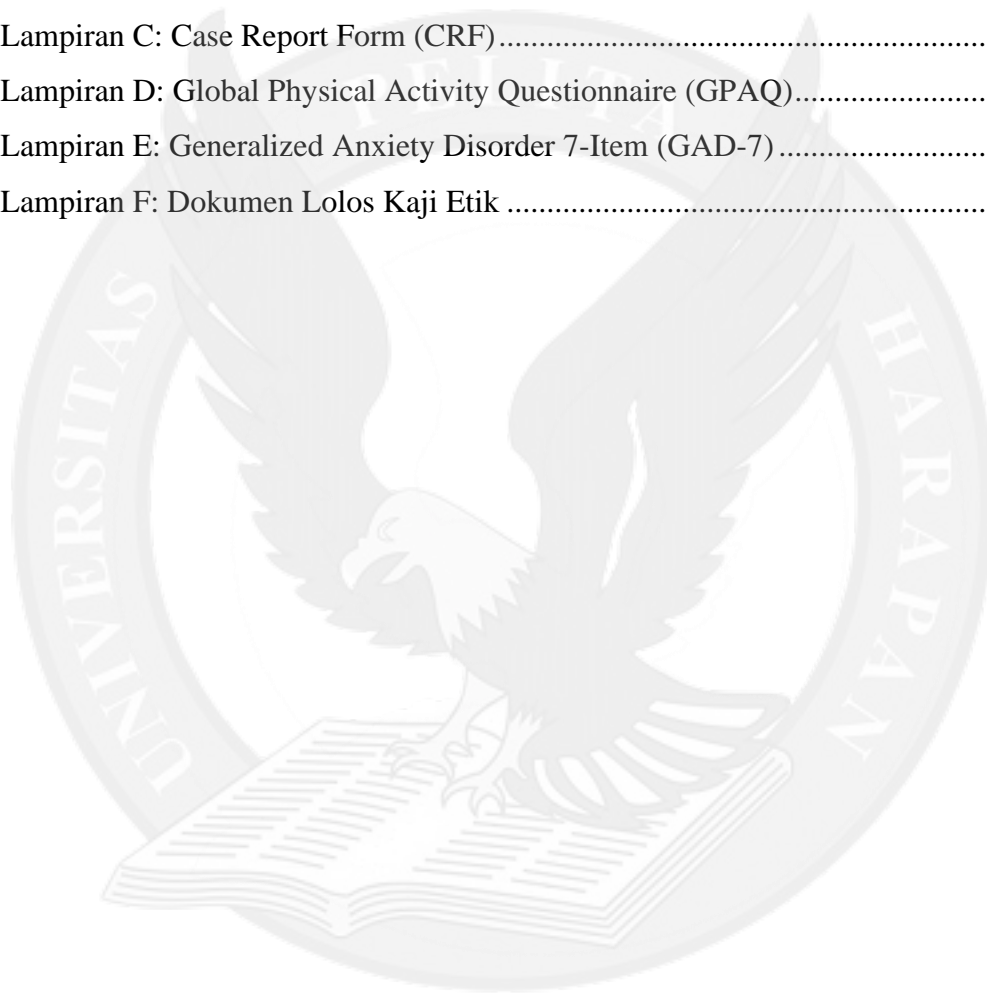 Lampiran C: Case Report Form (CRF)............................................................
Lampiran D: Global Physical Activity Questionnaire (GPAQ)........................
Lampiran E: Generalized Anxiety Disorder 7-Item (GAD-7)..........................
Lampiran F: Dokumen Lolos Kaji Etik ............................................................
UNIVERSITAS PELITA HARAPAN